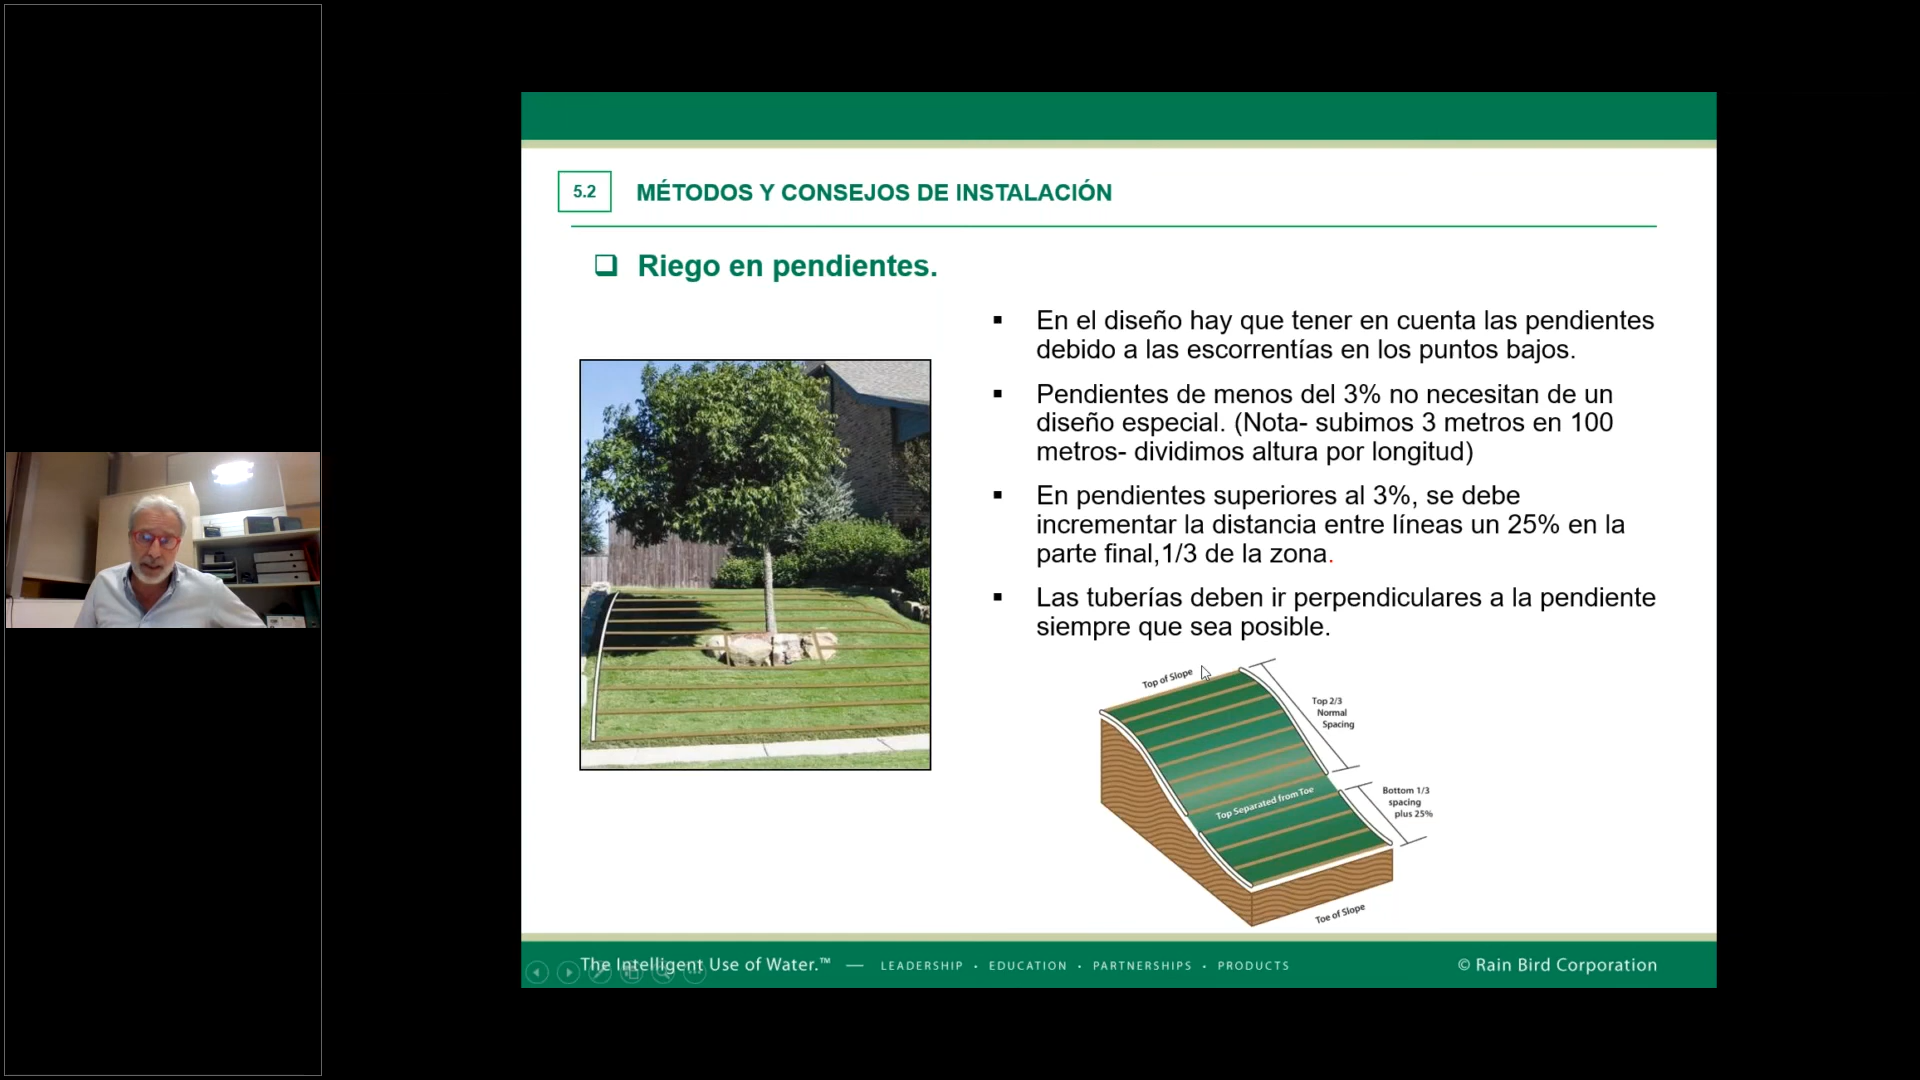 5.2
MÉTODOS Y CONSEJOS DE INSTALACIÓN
Riego en pendientes.
En el diseño hay que tener en cuenta las pendientes
debido a las escorrentías en los puntos bajos.
Pendientes de menos del 3% no necesitan de un
diseño especial. (Nota- subimos 3 metros en 100
metros- dividimos altura por longitud)
En pendientes superiores al 3%, se debe
incrementar la distancia entre líneas un 25% en la
parte final,1/3 de la zona.
Las tuberías deben ir perpendiculares a la pendiente
siempre que sea posible.
Top of Slope
Top 2/3
Normal
Spacing
Top Separated from Toe
Bottom 1/3
spacing
plus 25%
Toe of Slope
The Intelligent Use of Water.™ — LEADERSHIP • EDUCATION • PARTNERSHIPS • PRODUCTS
© Rain Bird Corporation